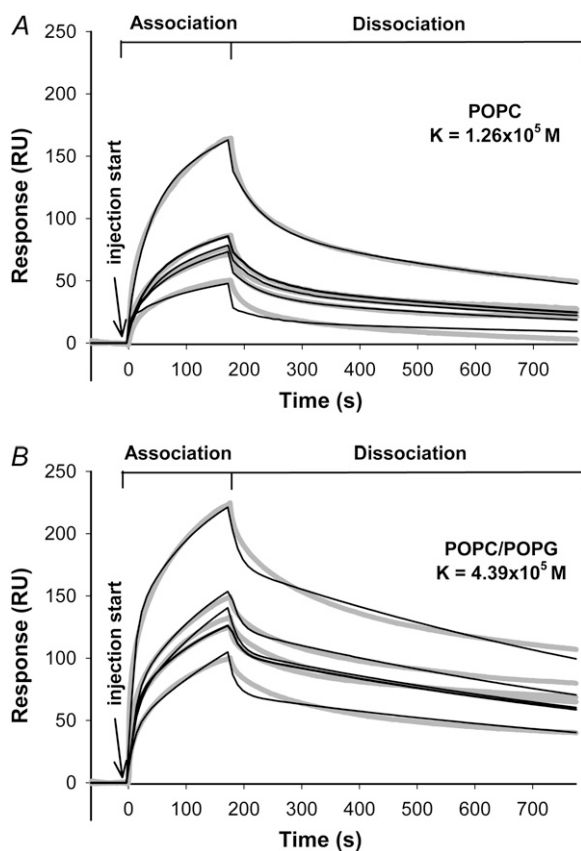 A
Association Dissociation
250
200
150
100
50
0
Response (RU)
injection start
POPC
K = 1.26x10⁵ M
0 100 200 300 400 500 600 700
Time (s)
B
Association Dissociation
250
200
150
100
50
0
Response (RU)
injection start
POPC/POPG
K = 4.39x10⁵ M
0 100 200 300 400 500 600 700
Time (s)